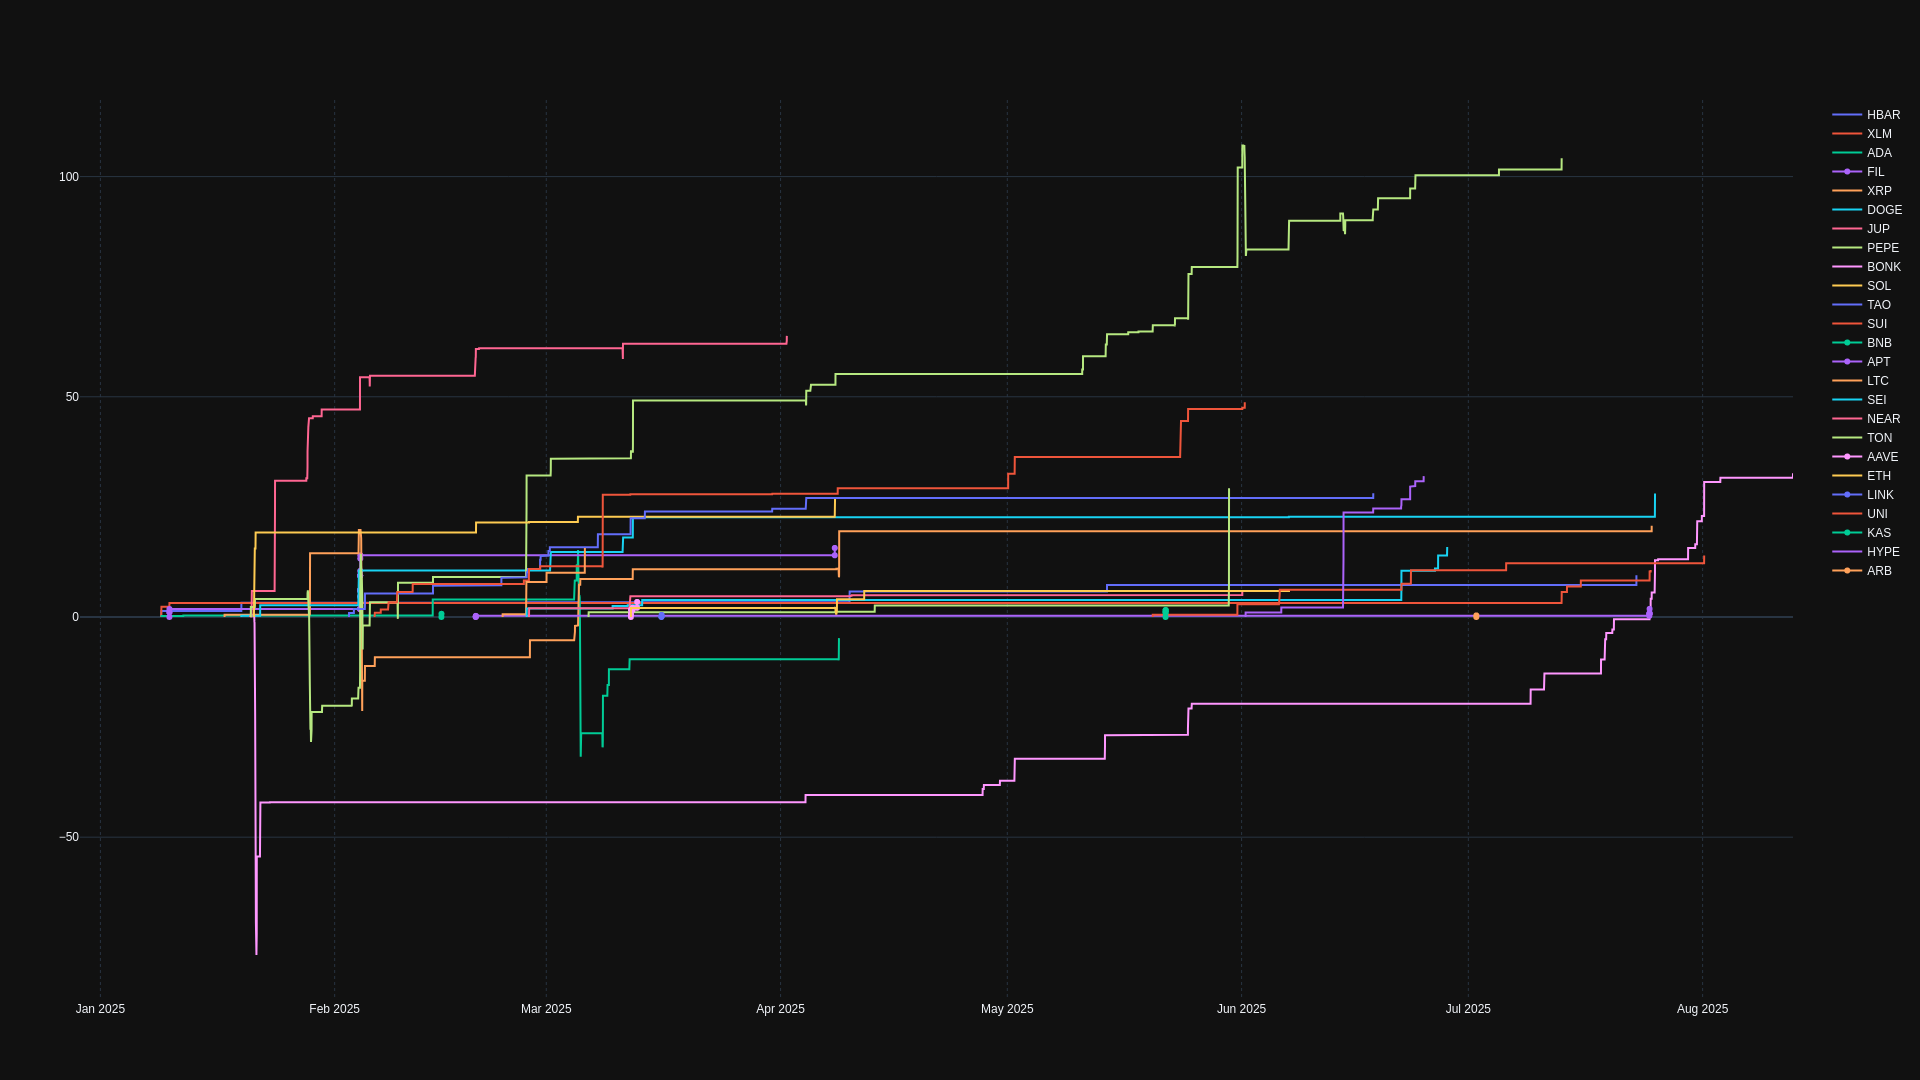 100
50
0
−50
Jan 2025
Feb 2025
Mar 2025
Apr 2025
May 2025
Jun 2025
Jul 2025
Aug 2025
HBAR
XLM
ADA
FIL
XRP
DOGE
JUP
PEPE
BONK
SOL
TAO
SUI
BNB
APT
LTC
SEI
NEAR
TON
AAVE
ETH
LINK
UNI
KAS
HYPE
ARB